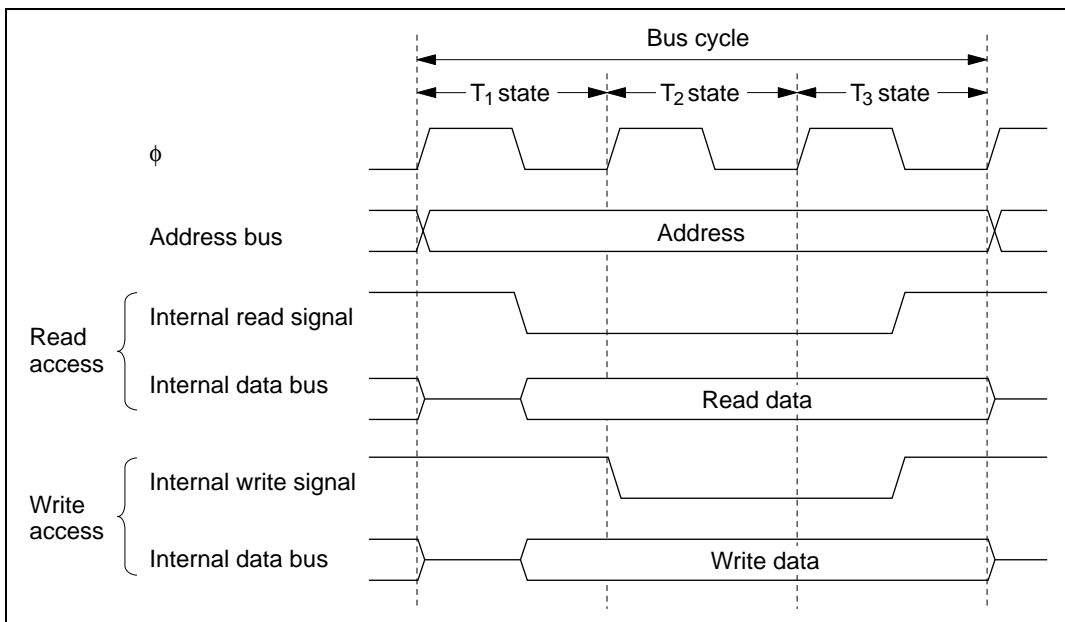 Bus cycle
T1 state
T2 state
T3 state
ϕ
Address bus
Address
Read
access
Internal read signal
Internal data bus
Read data
Write
access
Internal write signal
Internal data bus
Write data